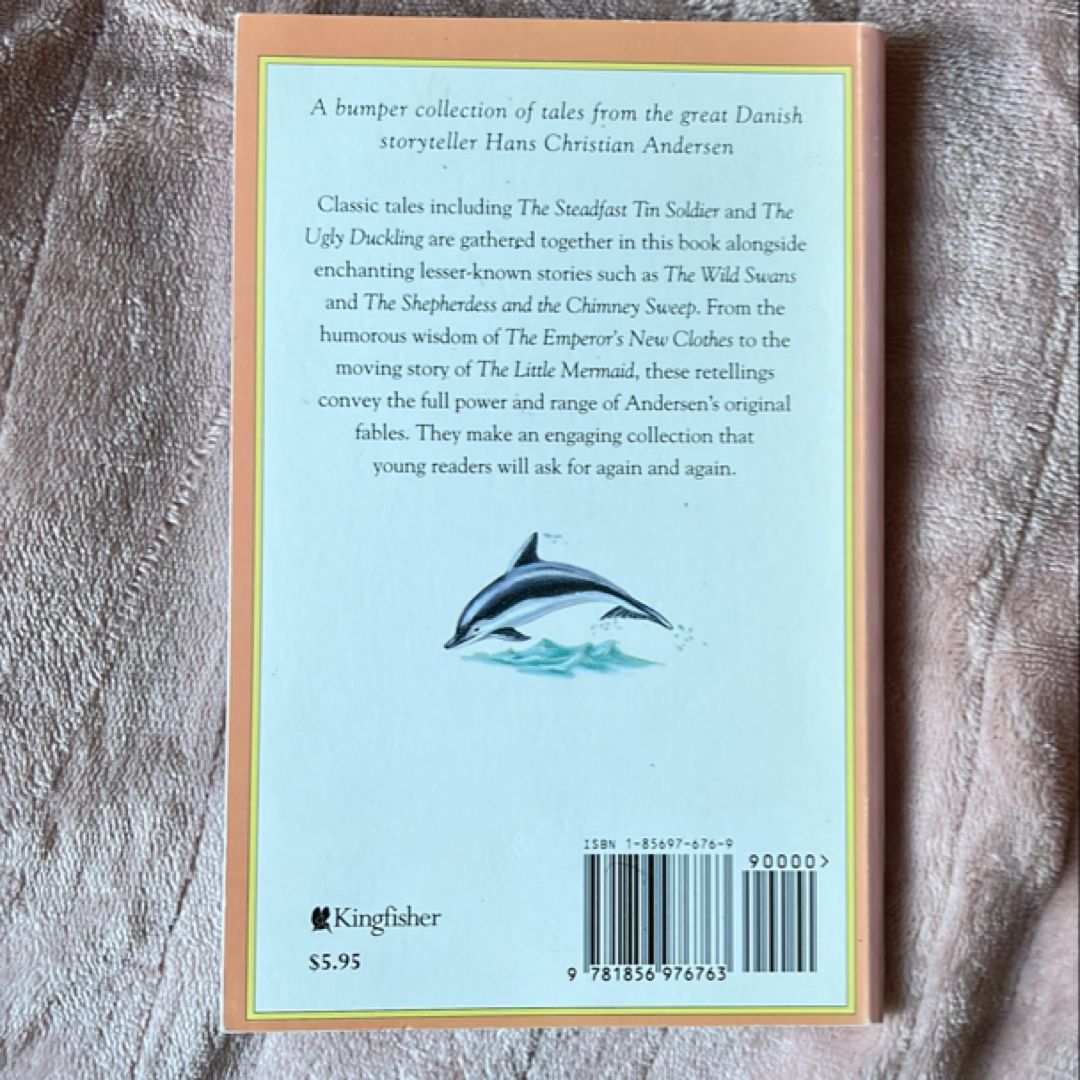 A bumper collection of tales from the great Danish
storyteller Hans Christian Andersen
Classic tales including The Steadfast Tin Soldier and The
Ugly Duckling are gathered together in this book alongside
enchanting lesser-known stories such as The Wild Swans
and The Shepherdess and the Chimney Sweep. From the
humorous wisdom of The Emperor's New Clothes to the
moving story of The Little Mermaid, these retellings
convey the full power and range of Andersen's original
fables. They make an engaging collection that
young readers will ask for again and again.
ISBN 1-85697-676-9
90000>
Kingfisher
$5.95
9 781856 976763